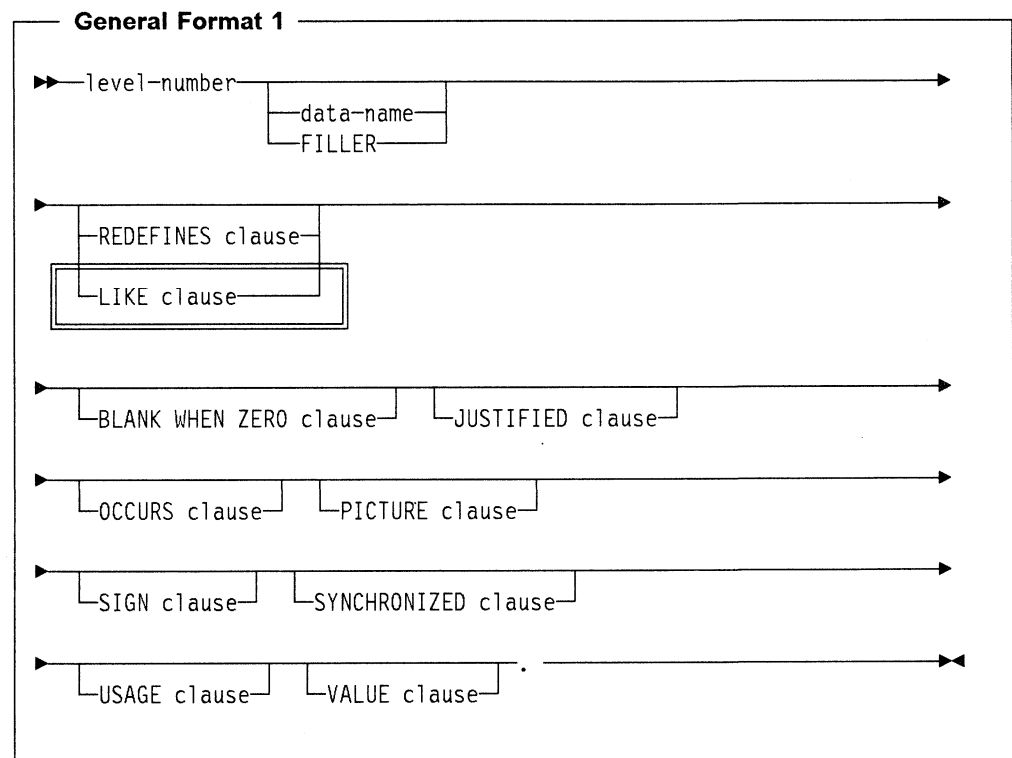 General Format 1
level-number
data-name
FILLER
REDEFINES clause
LIKE clause
BLANK WHEN ZERO clause JUSTIFIED clause
OCCURS clause PICTURE clause
SIGN clause SYNCHRONIZED clause
USAGE clause VALUE clause .